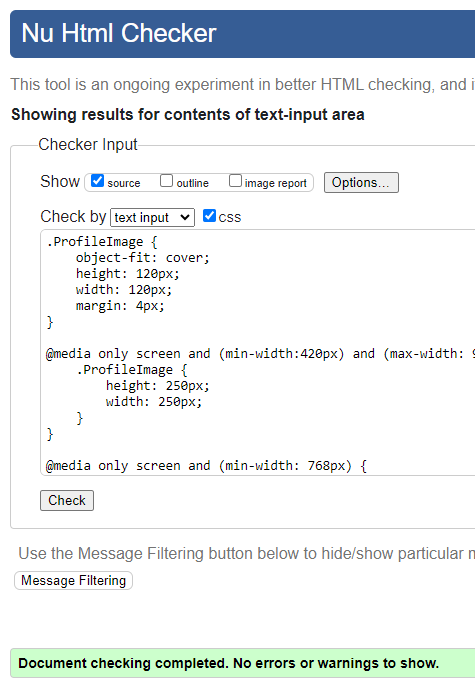 Nu Html Checker
This tool is an ongoing experiment in better HTML checking, and
Showing results for contents of text-input area
Checker Input
Show source outline image report Options...
Check by text input css
.ProfileImage {
object-fit: cover;
height: 120px;
width: 120px;
margin: 4px;
}
@media only screen and (min-width:420px) and (max-width:
.ProfileImage {
height: 250px;
width: 250px;
}
}
@media only screen and (min-width: 768px) {
Check
Use the Message Filtering button below to hide/show particular
Message Filtering
Document checking completed. No errors or warnings to show.